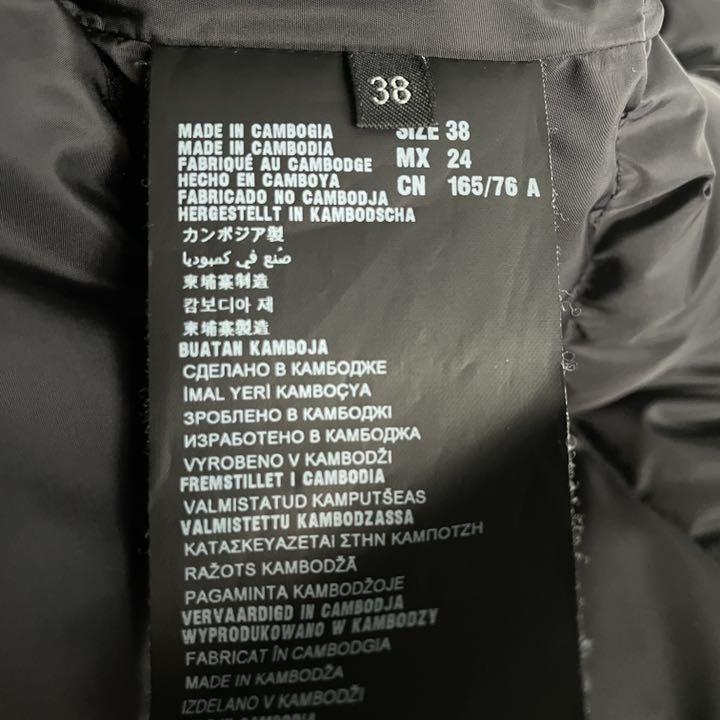 38
MADE IN CAMBOGIA SIZE 38
MADE IN CAMBODIA MX 24
FABRIQUÉ AU CAMBODGE
HECHO EN CAMBOYA CN 165/76 A
FABRICADO NO CAMBODJA
HERGESTELLT IN KAMBODSCHA
カンボジア製
صُنع في كمبوديا
柬埔寨制造
캄보디아 제
柬埔寨製造
BUATAN KAMBOJA
СДЕЛАНО В КАМБОДЖЕ
İMAL YERİ KAMBOÇYA
ЗРОБЛЕНО В КАМБОДЖІ
ИЗРАБОТЕНО В КАМБОДЖА
VYROBENO V KAMBODŽI
FREMSTILLET I CAMBODIA
VALMISTATUD KAMPUTŠEAS
VALMISTETTU KAMBODZASSA
ΚΑΤΑΣΚΕΥΑΖΕΤΑΙ ΣΤΗΝ ΚΑΜΠΟΤΖΗ
RAŽOTS KAMBODŽĀ
PAGAMINTA KAMBODŽOJE
VERVAARDIGD IN CAMBODJA
WYPRODUKOWANO W KAMBODZY
FABRICAT ÎN CAMBODGIA
MADE IN KAMBODŽA
IZDELANO V KAMBODŽI